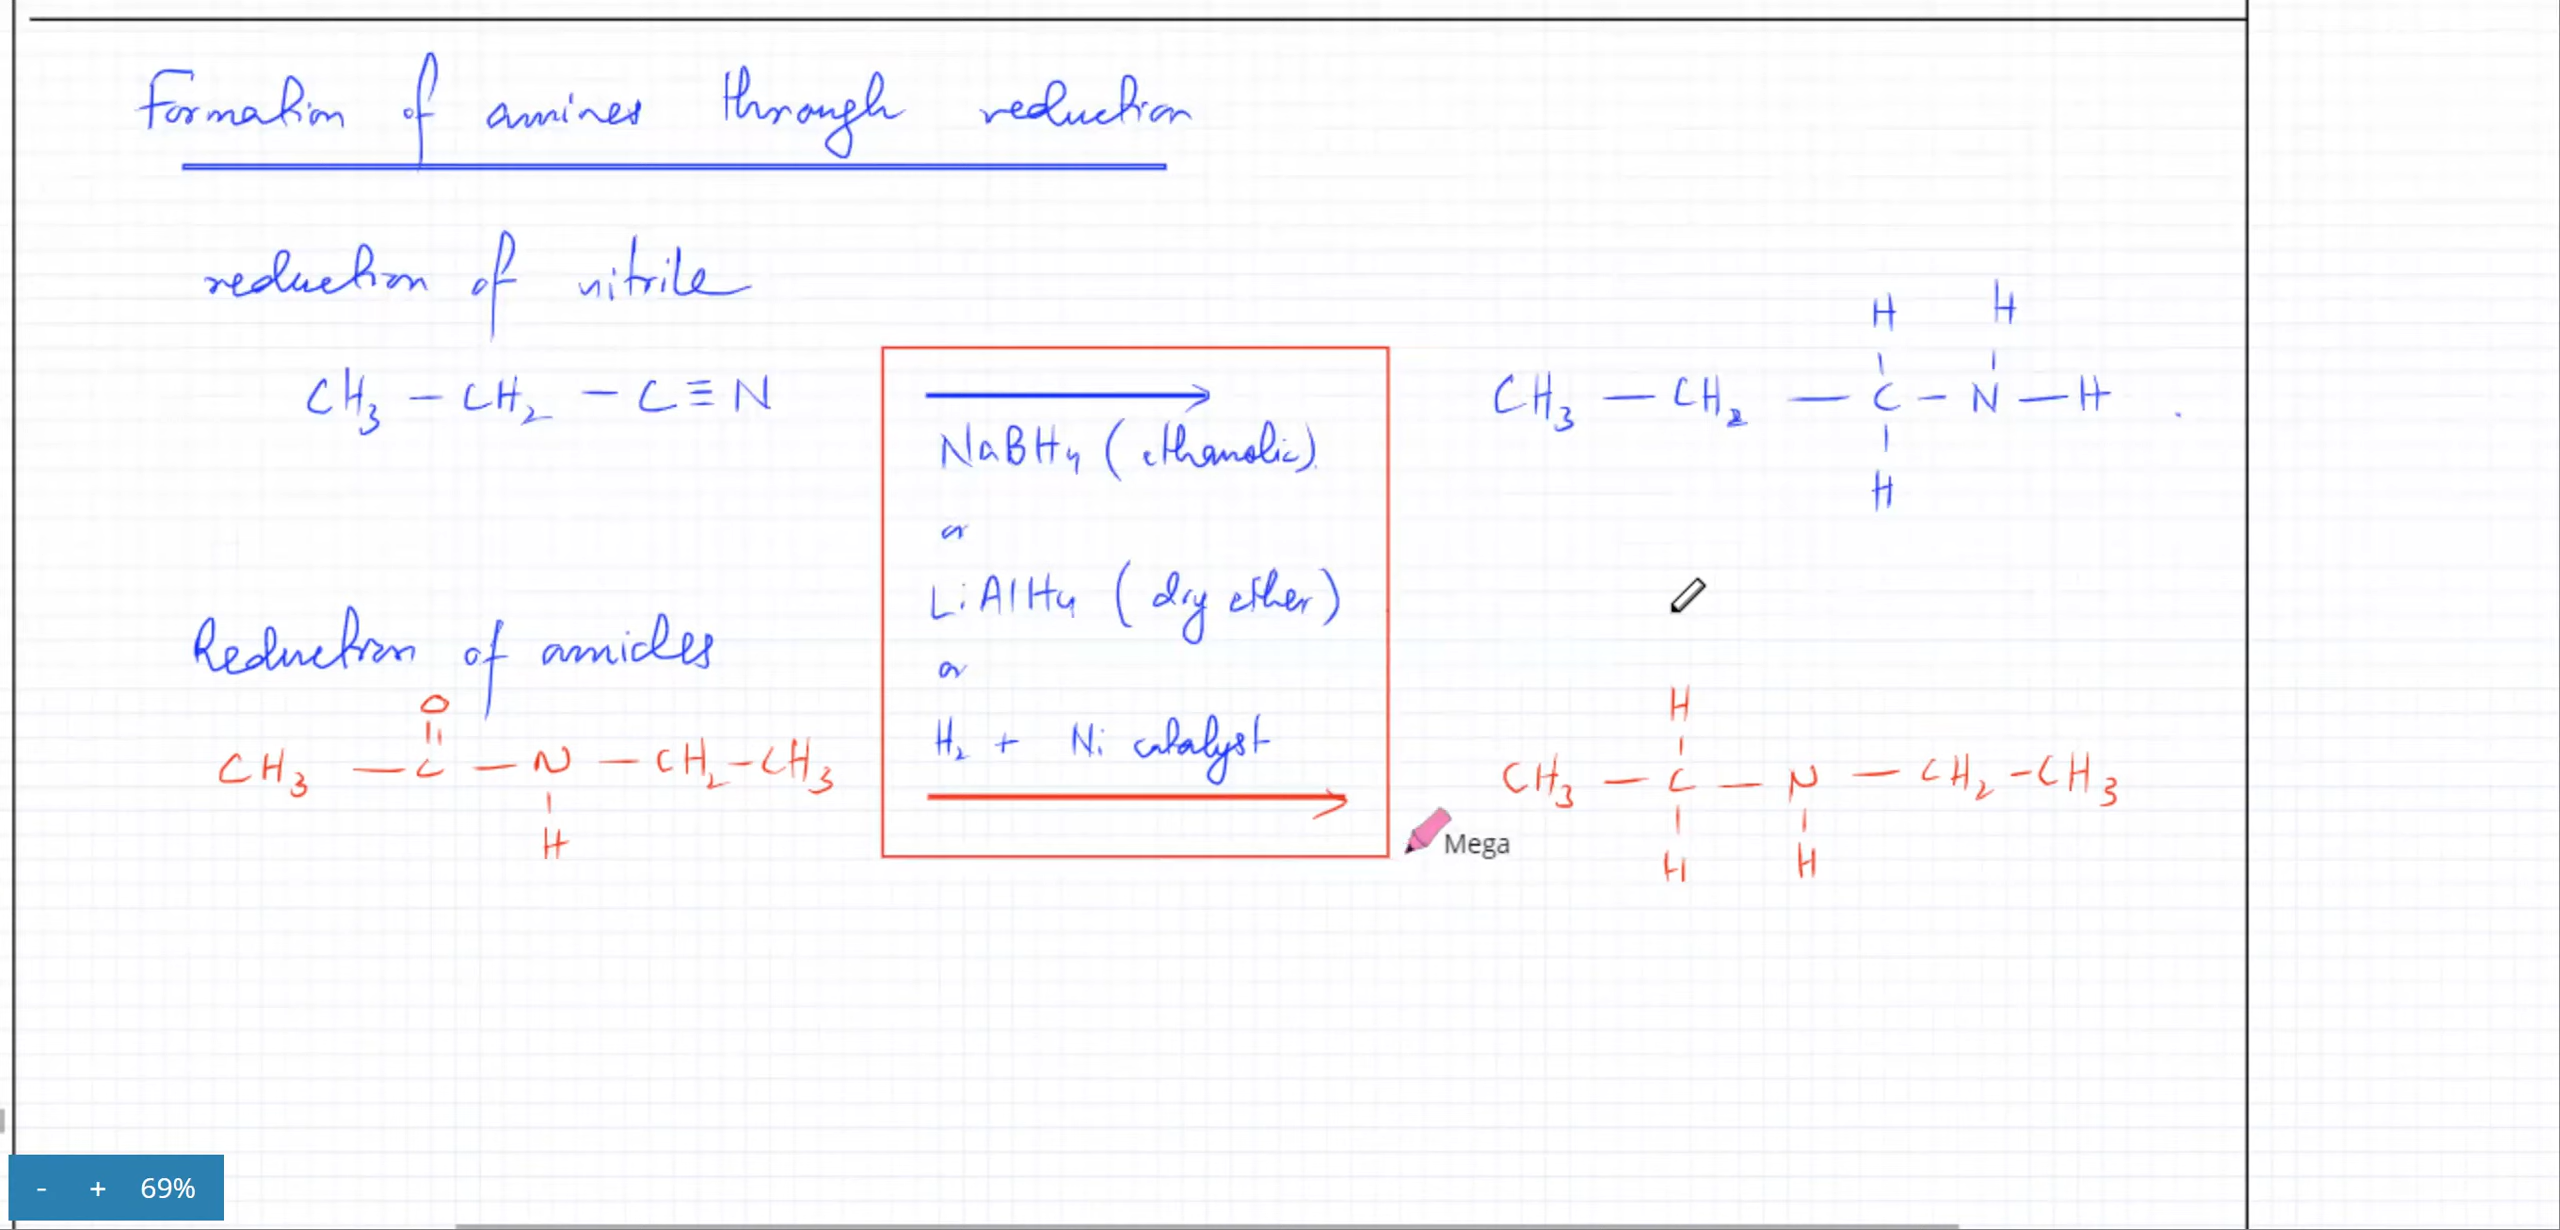 Formation of amines through reduction
reduction of nitrile
H H
CH₃ — CH₂ — C≡N
CH₃ — CH₂ — C — N — H .
NaBH₄ (ethanolic)
H
or
LiAlH₄ (dry ether)
Reduction of amides
or
O
H
H₂ + Ni catalyst
CH₃ — C — N — CH₂-CH₃
CH₃ — C — N — CH₂-CH₃
H
Mega
H H
- + 69%